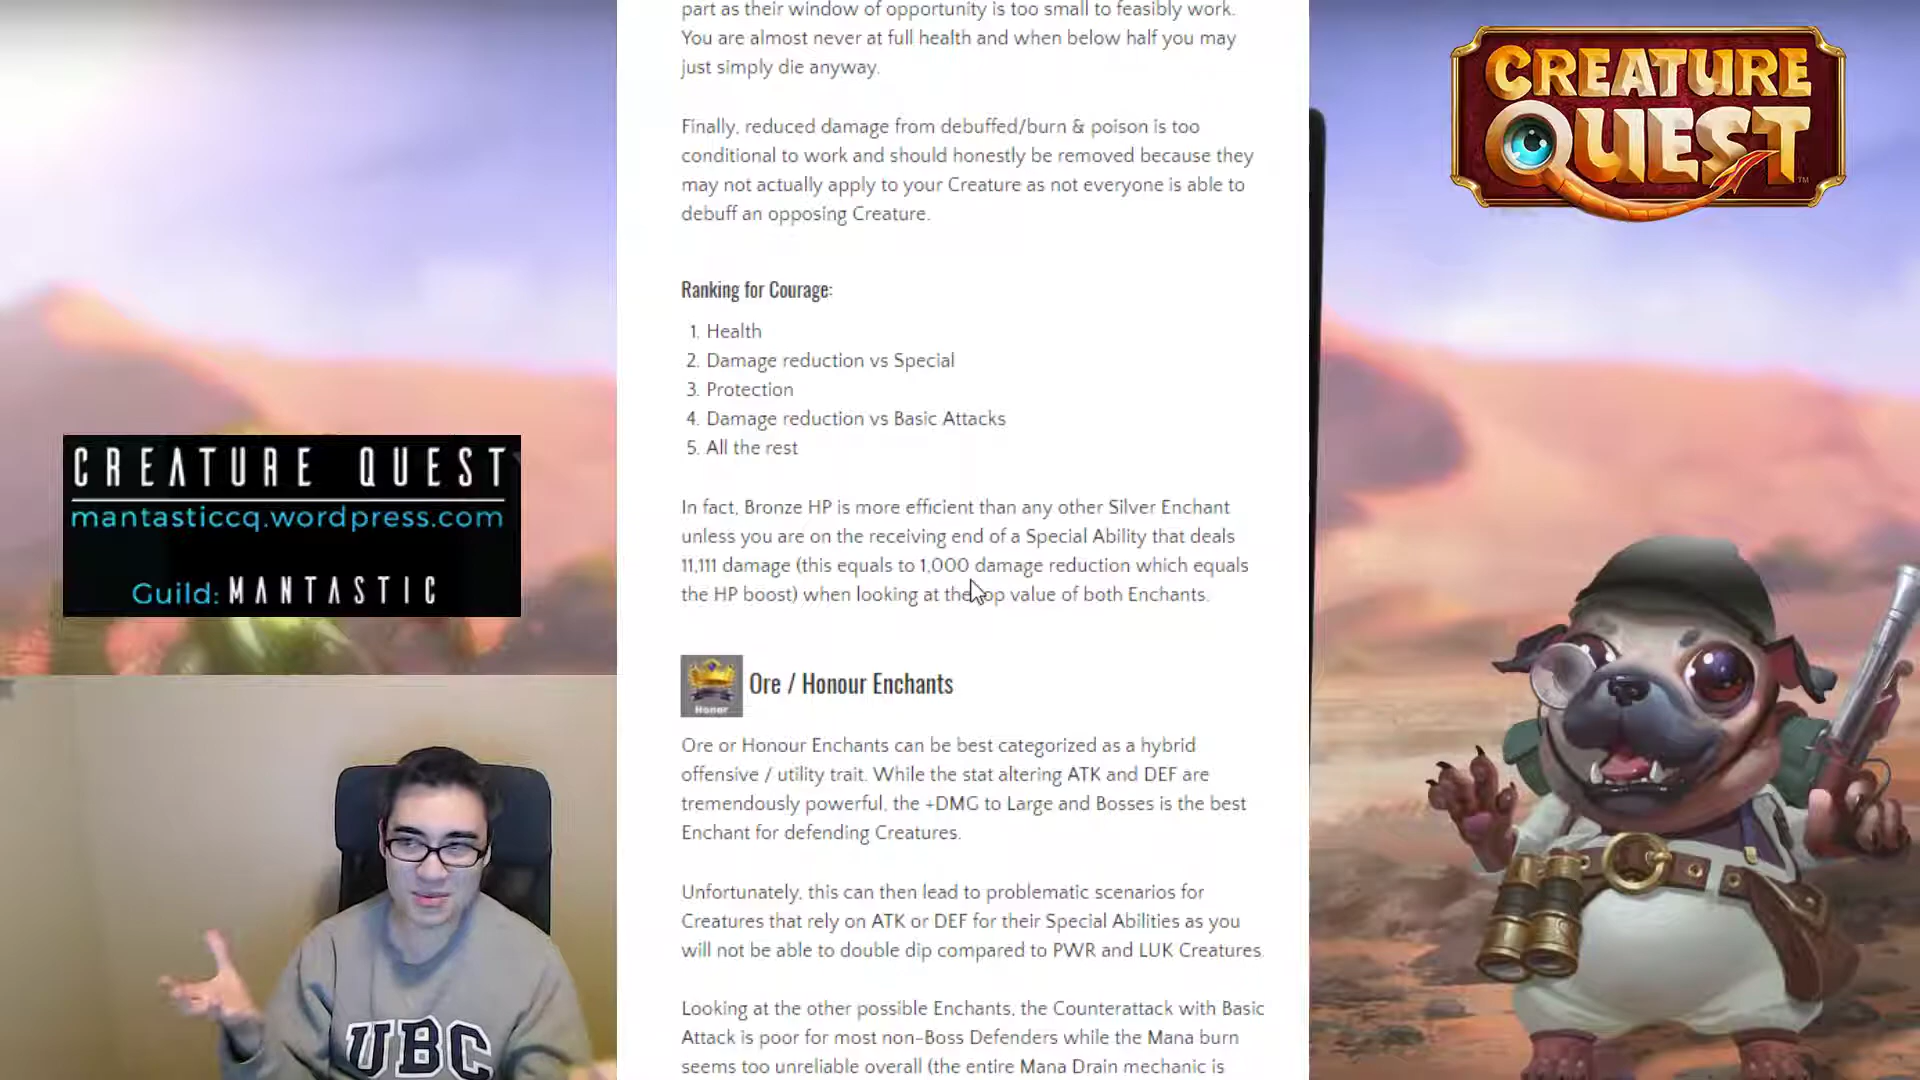 part as their window of opportunity is too small to feasibly work.
You are almost never at full health and when below half you may
just simply die anyway.
Finally, reduced damage from debuffed/burn & poison is too
conditional to work and should honestly be removed because they
may not actually apply to your Creature as not everyone is able to
debuff an opposing Creature.
Ranking for Courage:
1. Health
2. Damage reduction vs Special
3. Protection
4. Damage reduction vs Basic Attacks
5. All the rest
In fact, Bronze HP is more efficient than any other Silver Enchant
unless you are on the receiving end of a Special Ability that deals
11,111 damage (this equals to 1,000 damage reduction which equals
the HP boost) when looking at the top value of both Enchants.
Honor
Ore / Honour Enchants
Ore or Honour Enchants can be best categorized as a hybrid
offensive / utility trait. While the stat altering ATK and DEF are
tremendously powerful, the +DMG to Large and Bosses is the best
Enchant for defending Creatures.
Unfortunately, this can then lead to problematic scenarios for
Creatures that rely on ATK or DEF for their Special Abilities as you
will not be able to double dip compared to PWR and LUK Creatures.
Looking at the other possible Enchants, the Counterattack with Basic
Attack is poor for most non-Boss Defenders while the Mana burn
seems too unreliable overall (the entire Mana Drain mechanic is
CREATURE QUEST
mantasticcq.wordpress.com
Guild: MANTASTIC
UBC
CREATURE
QUEST
TM